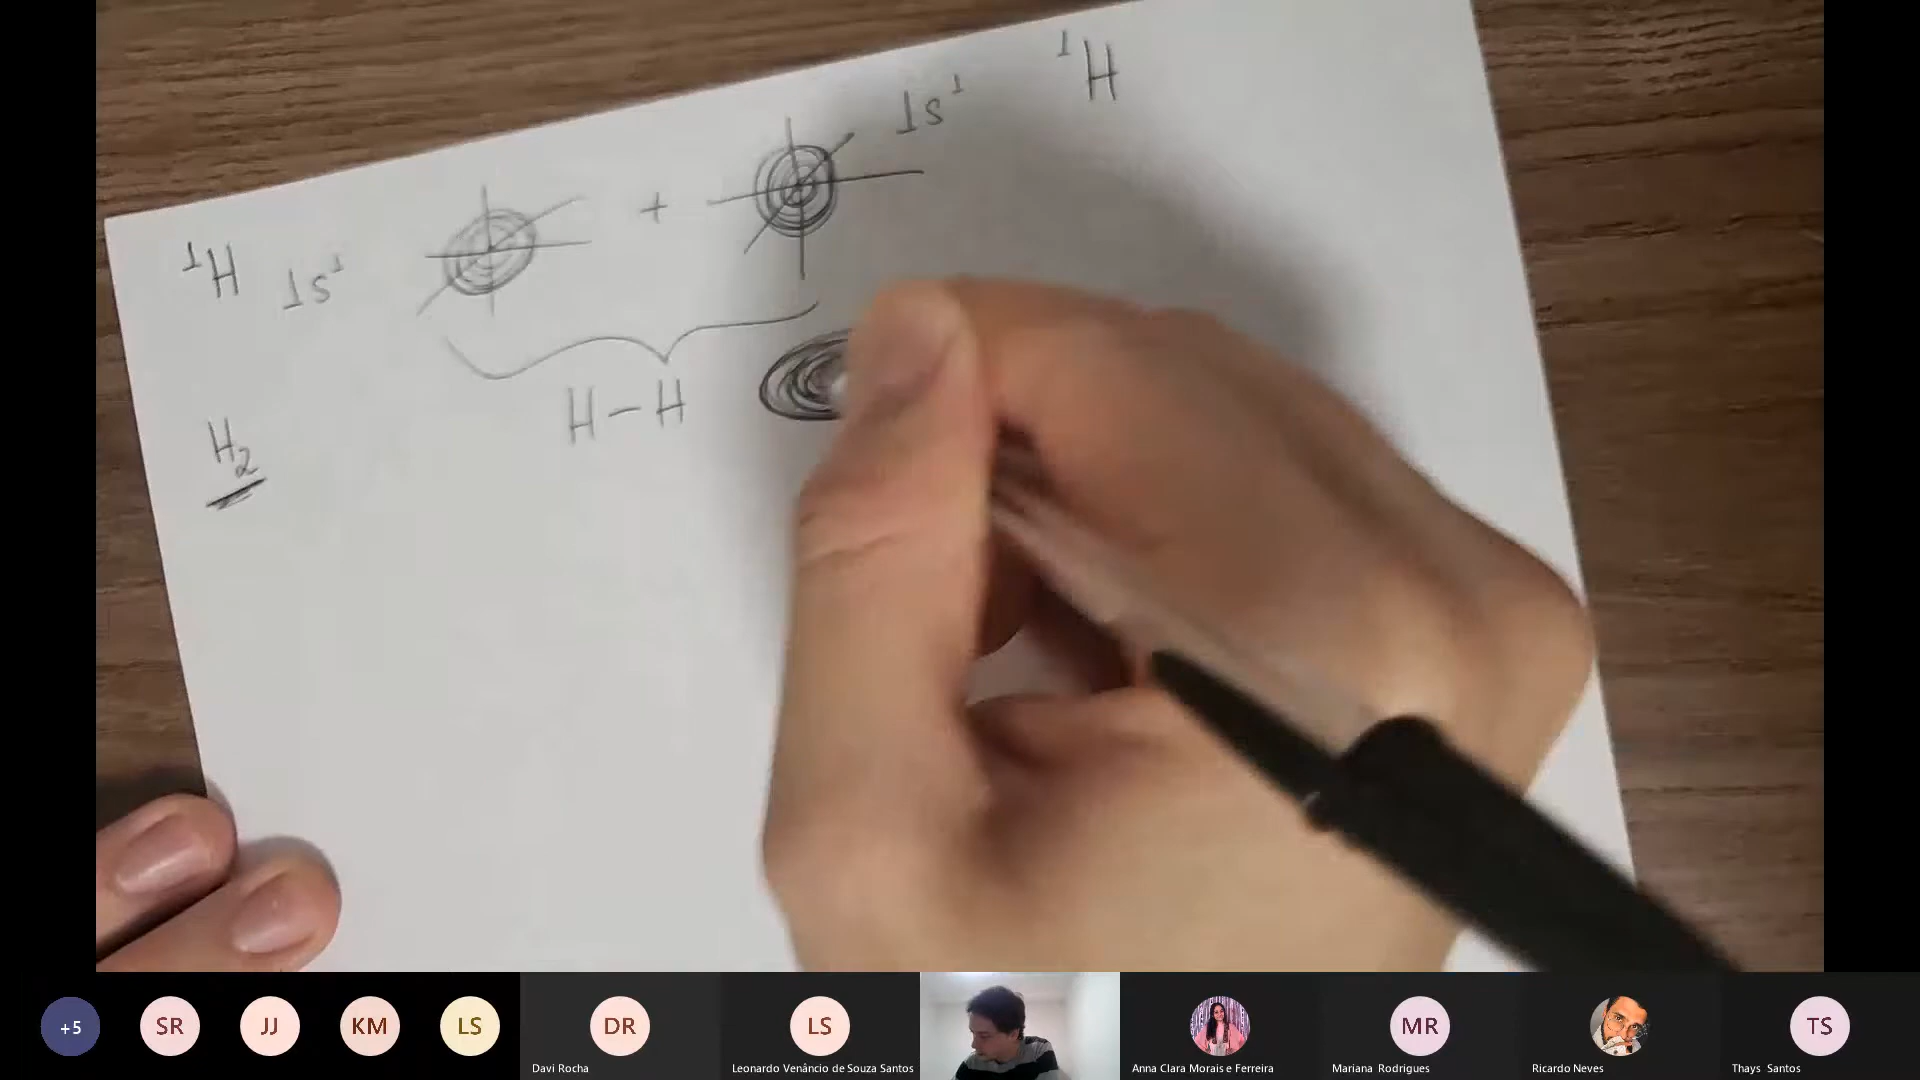 ¹H
1s¹
+
1s¹
¹H
H–H
H₂
+5
SR
JJ
KM
LS
DR
Davi Rocha
LS
Leonardo Venâncio de Souza Santos
Anna Clara Morais e Ferreira
MR
Mariana Rodrigues
Ricardo Neves
TS
Thays Santos